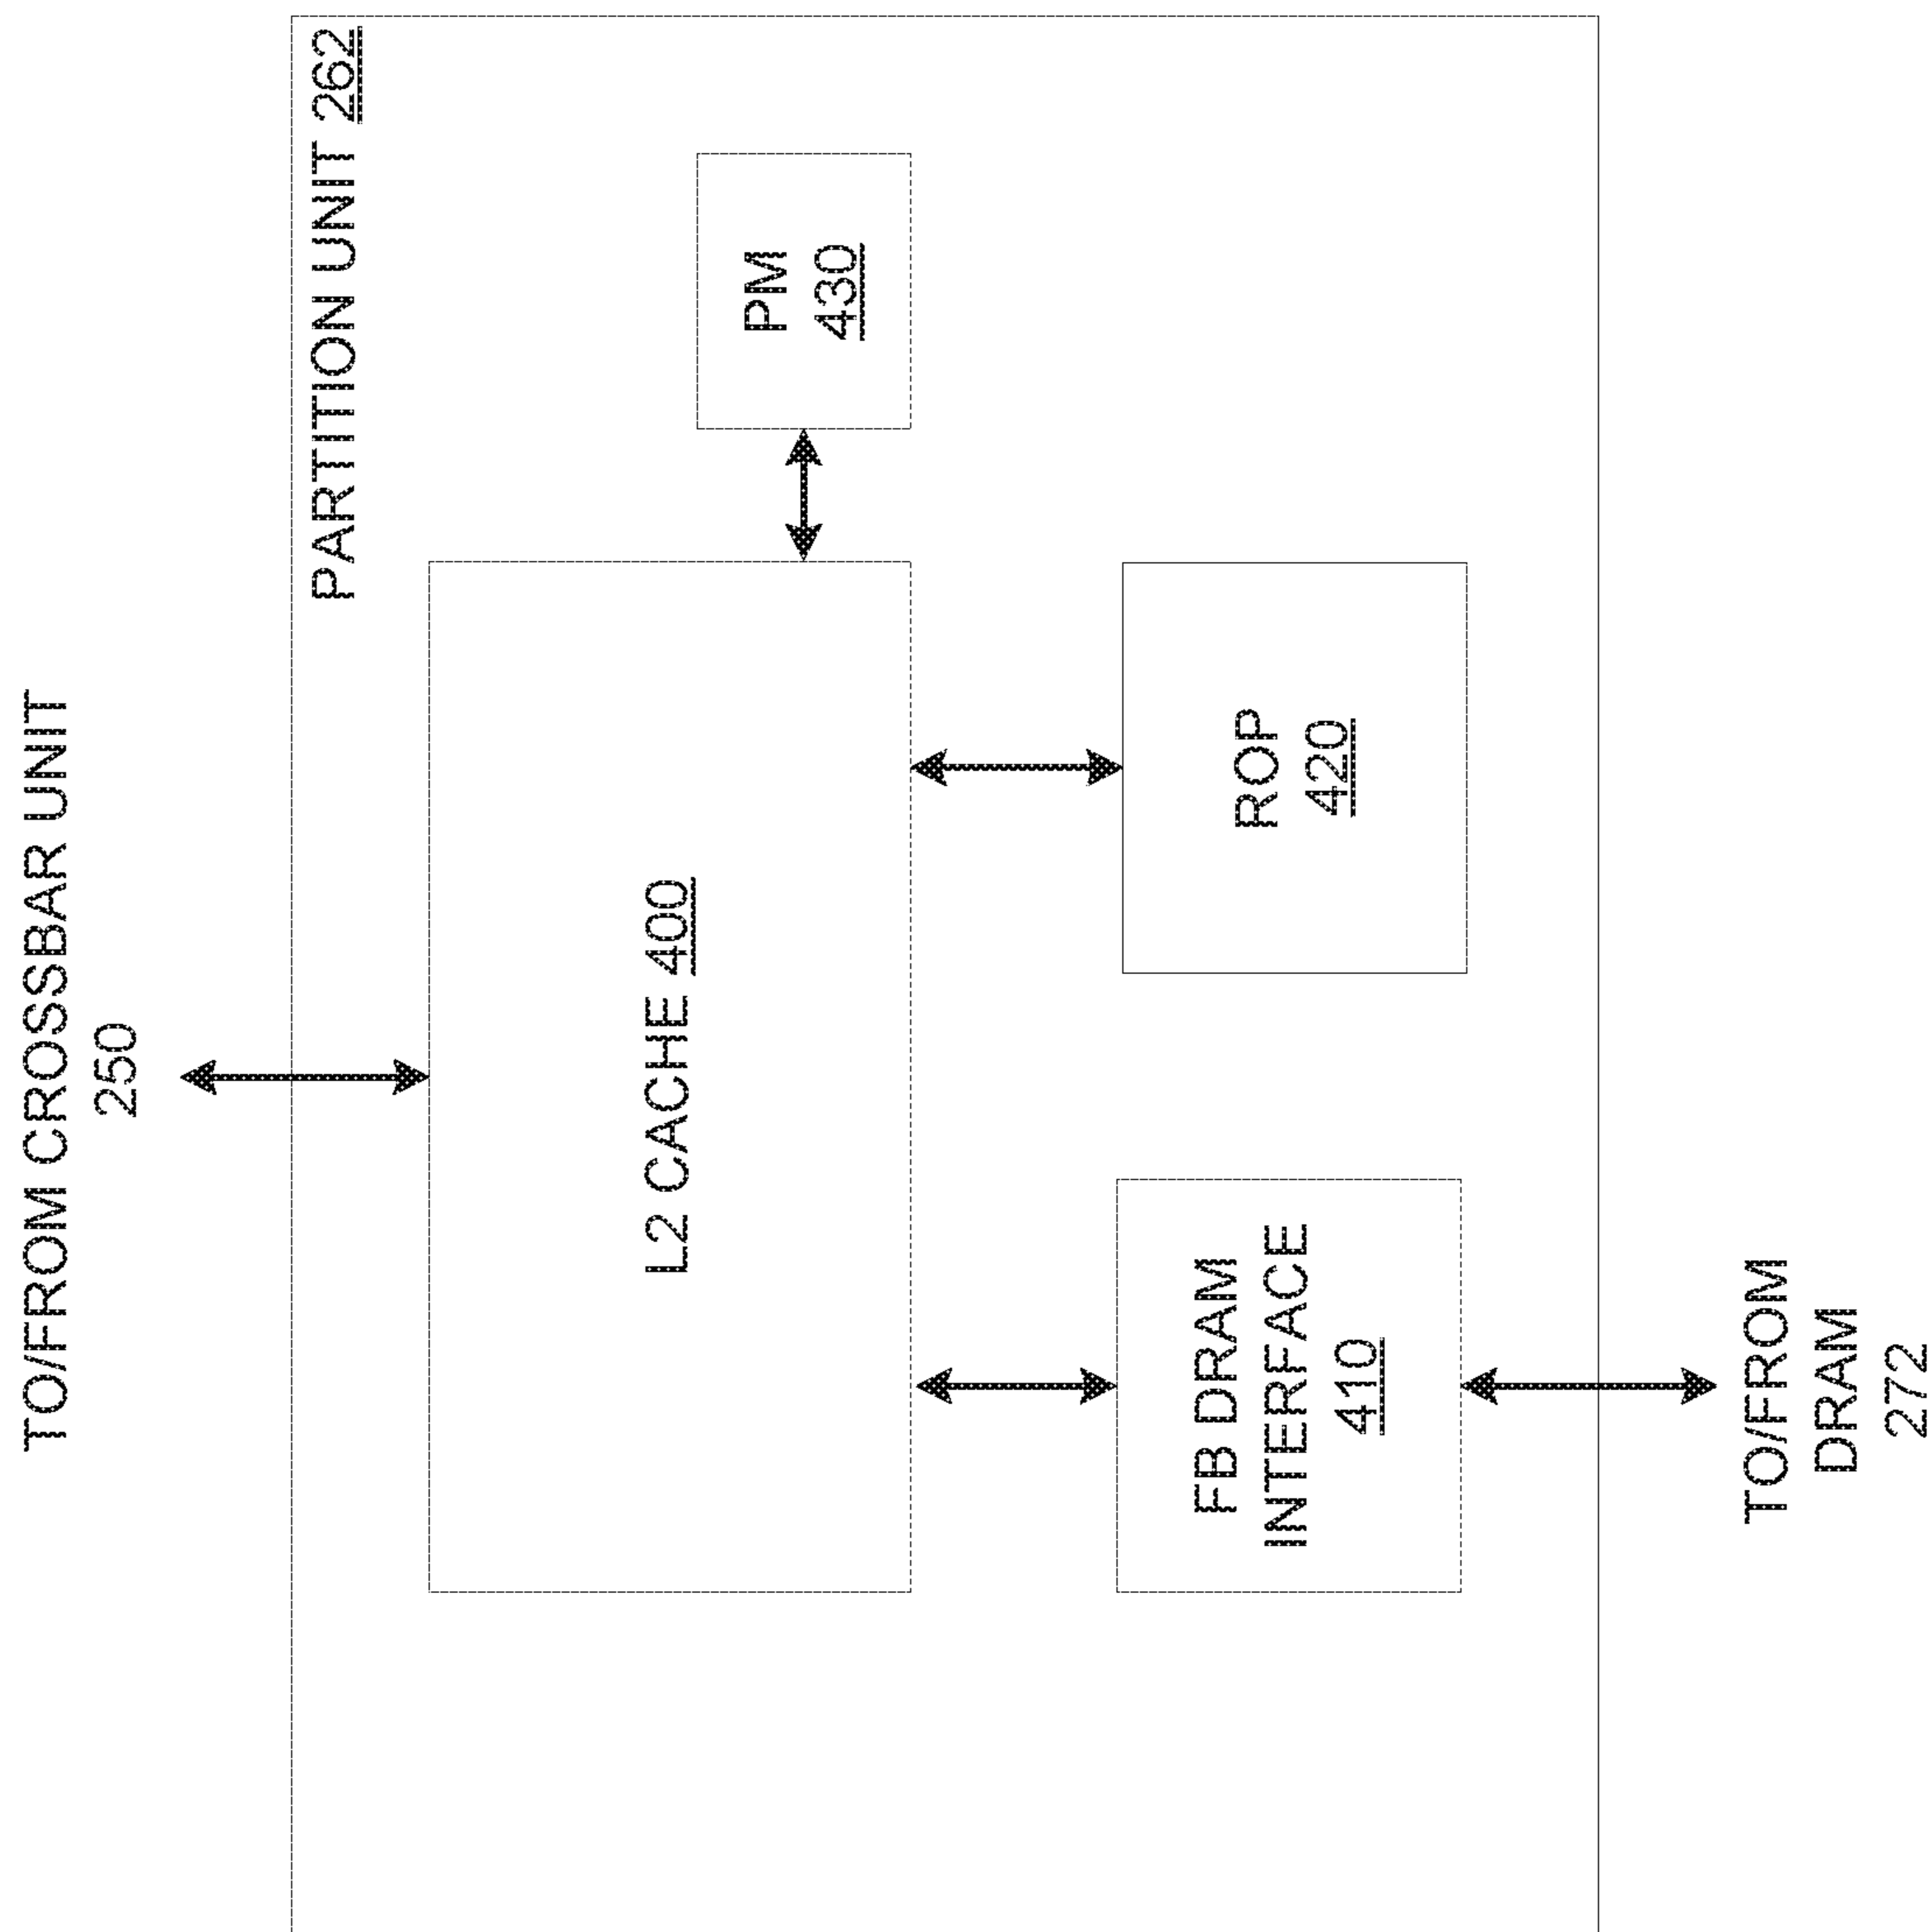 TO/FROM CROSSBAR UNIT
250
PARTITION UNIT 262
L2 CACHE 400
PM
430
FB DRAM
INTERFACE
410
ROP
420
TO/FROM
DRAM
272